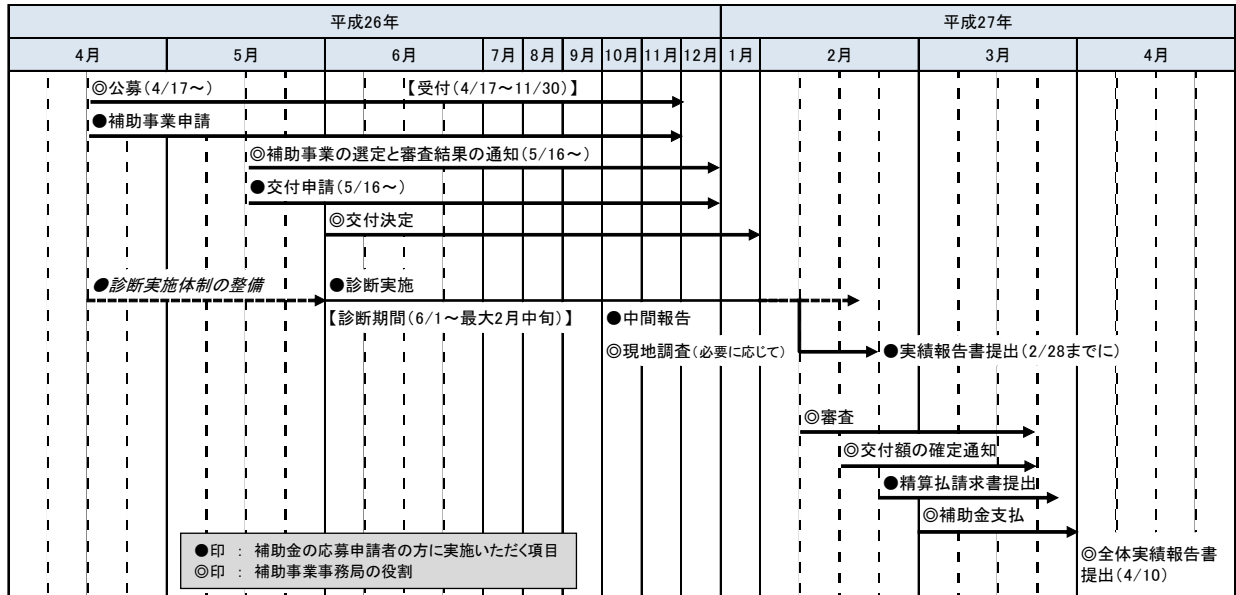 平成26年
平成27年
4月
5月
6月
7月
8月
9月
10月
11月
12月
1月
2月
3月
4月
◎公募(4/17～)
【受付(4/17～11/30)】
●補助事業申請
◎補助事業の選定と審査結果の通知(5/16～)
●交付申請(5/16～)
◎交付決定
●診断実施体制の整備
●診断実施
【診断期間(6/1～最大2月中旬)】
●中間報告
◎現地調査(必要に応じて)
●実績報告書提出(2/28までに)
◎審査
◎交付額の確定通知
●精算払請求書提出
◎補助金支払
◎全体実績報告書
提出(4/10)
●印 ： 補助金の応募申請者の方に実施いただく項目
◎印 ： 補助事業事務局の役割